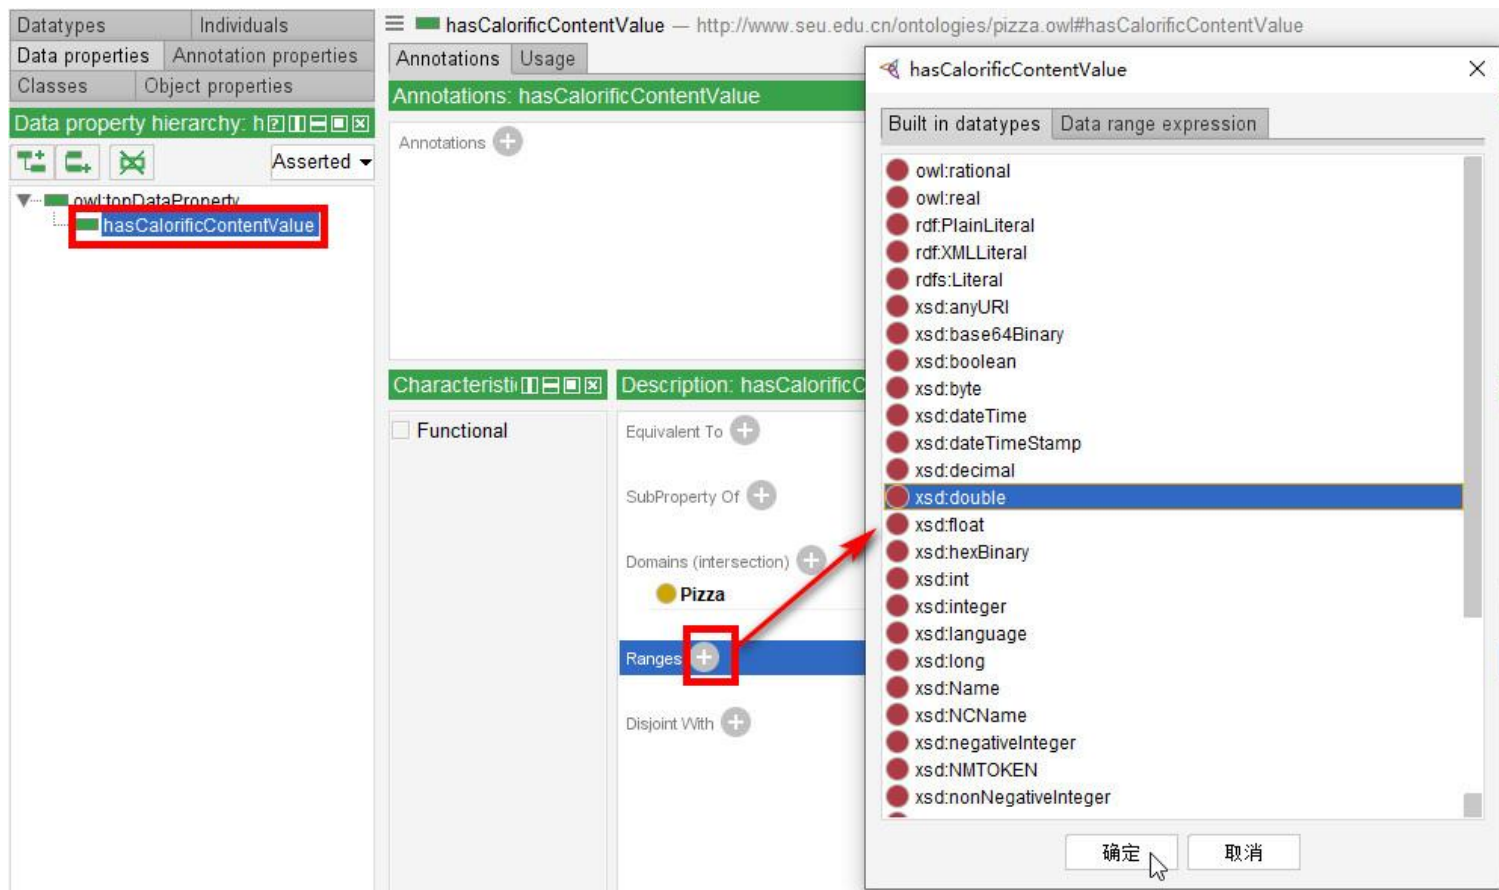 Datatypes
Individuals
Data properties
Annotation properties
Classes
Object properties
Data property hierarchy: h
Asserted
owl:topDataProperty
hasCalorificContentValue
hasCalorificContentValue — http://www.seu.edu.cn/ontologies/pizza.owl#hasCalorificContentValue
Annotations
Usage
Annotations: hasCalorificContentValue
Annotations
Characteristi
Functional
Description: hasCalorificC
Equivalent To
SubProperty Of
Domains (intersection)
Pizza
Ranges
Disjoint With
hasCalorificContentValue
Built in datatypes
Data range expression
owl:rational
owl:real
rdf:PlainLiteral
rdf:XMLLiteral
rdfs:Literal
xsd:anyURI
xsd:base64Binary
xsd:boolean
xsd:byte
xsd:dateTime
xsd:dateTimeStamp
xsd:decimal
xsd:double
xsd:float
xsd:hexBinary
xsd:int
xsd:integer
xsd:language
xsd:long
xsd:Name
xsd:NCName
xsd:negativeInteger
xsd:NMTOKEN
xsd:nonNegativeInteger
确定
取消